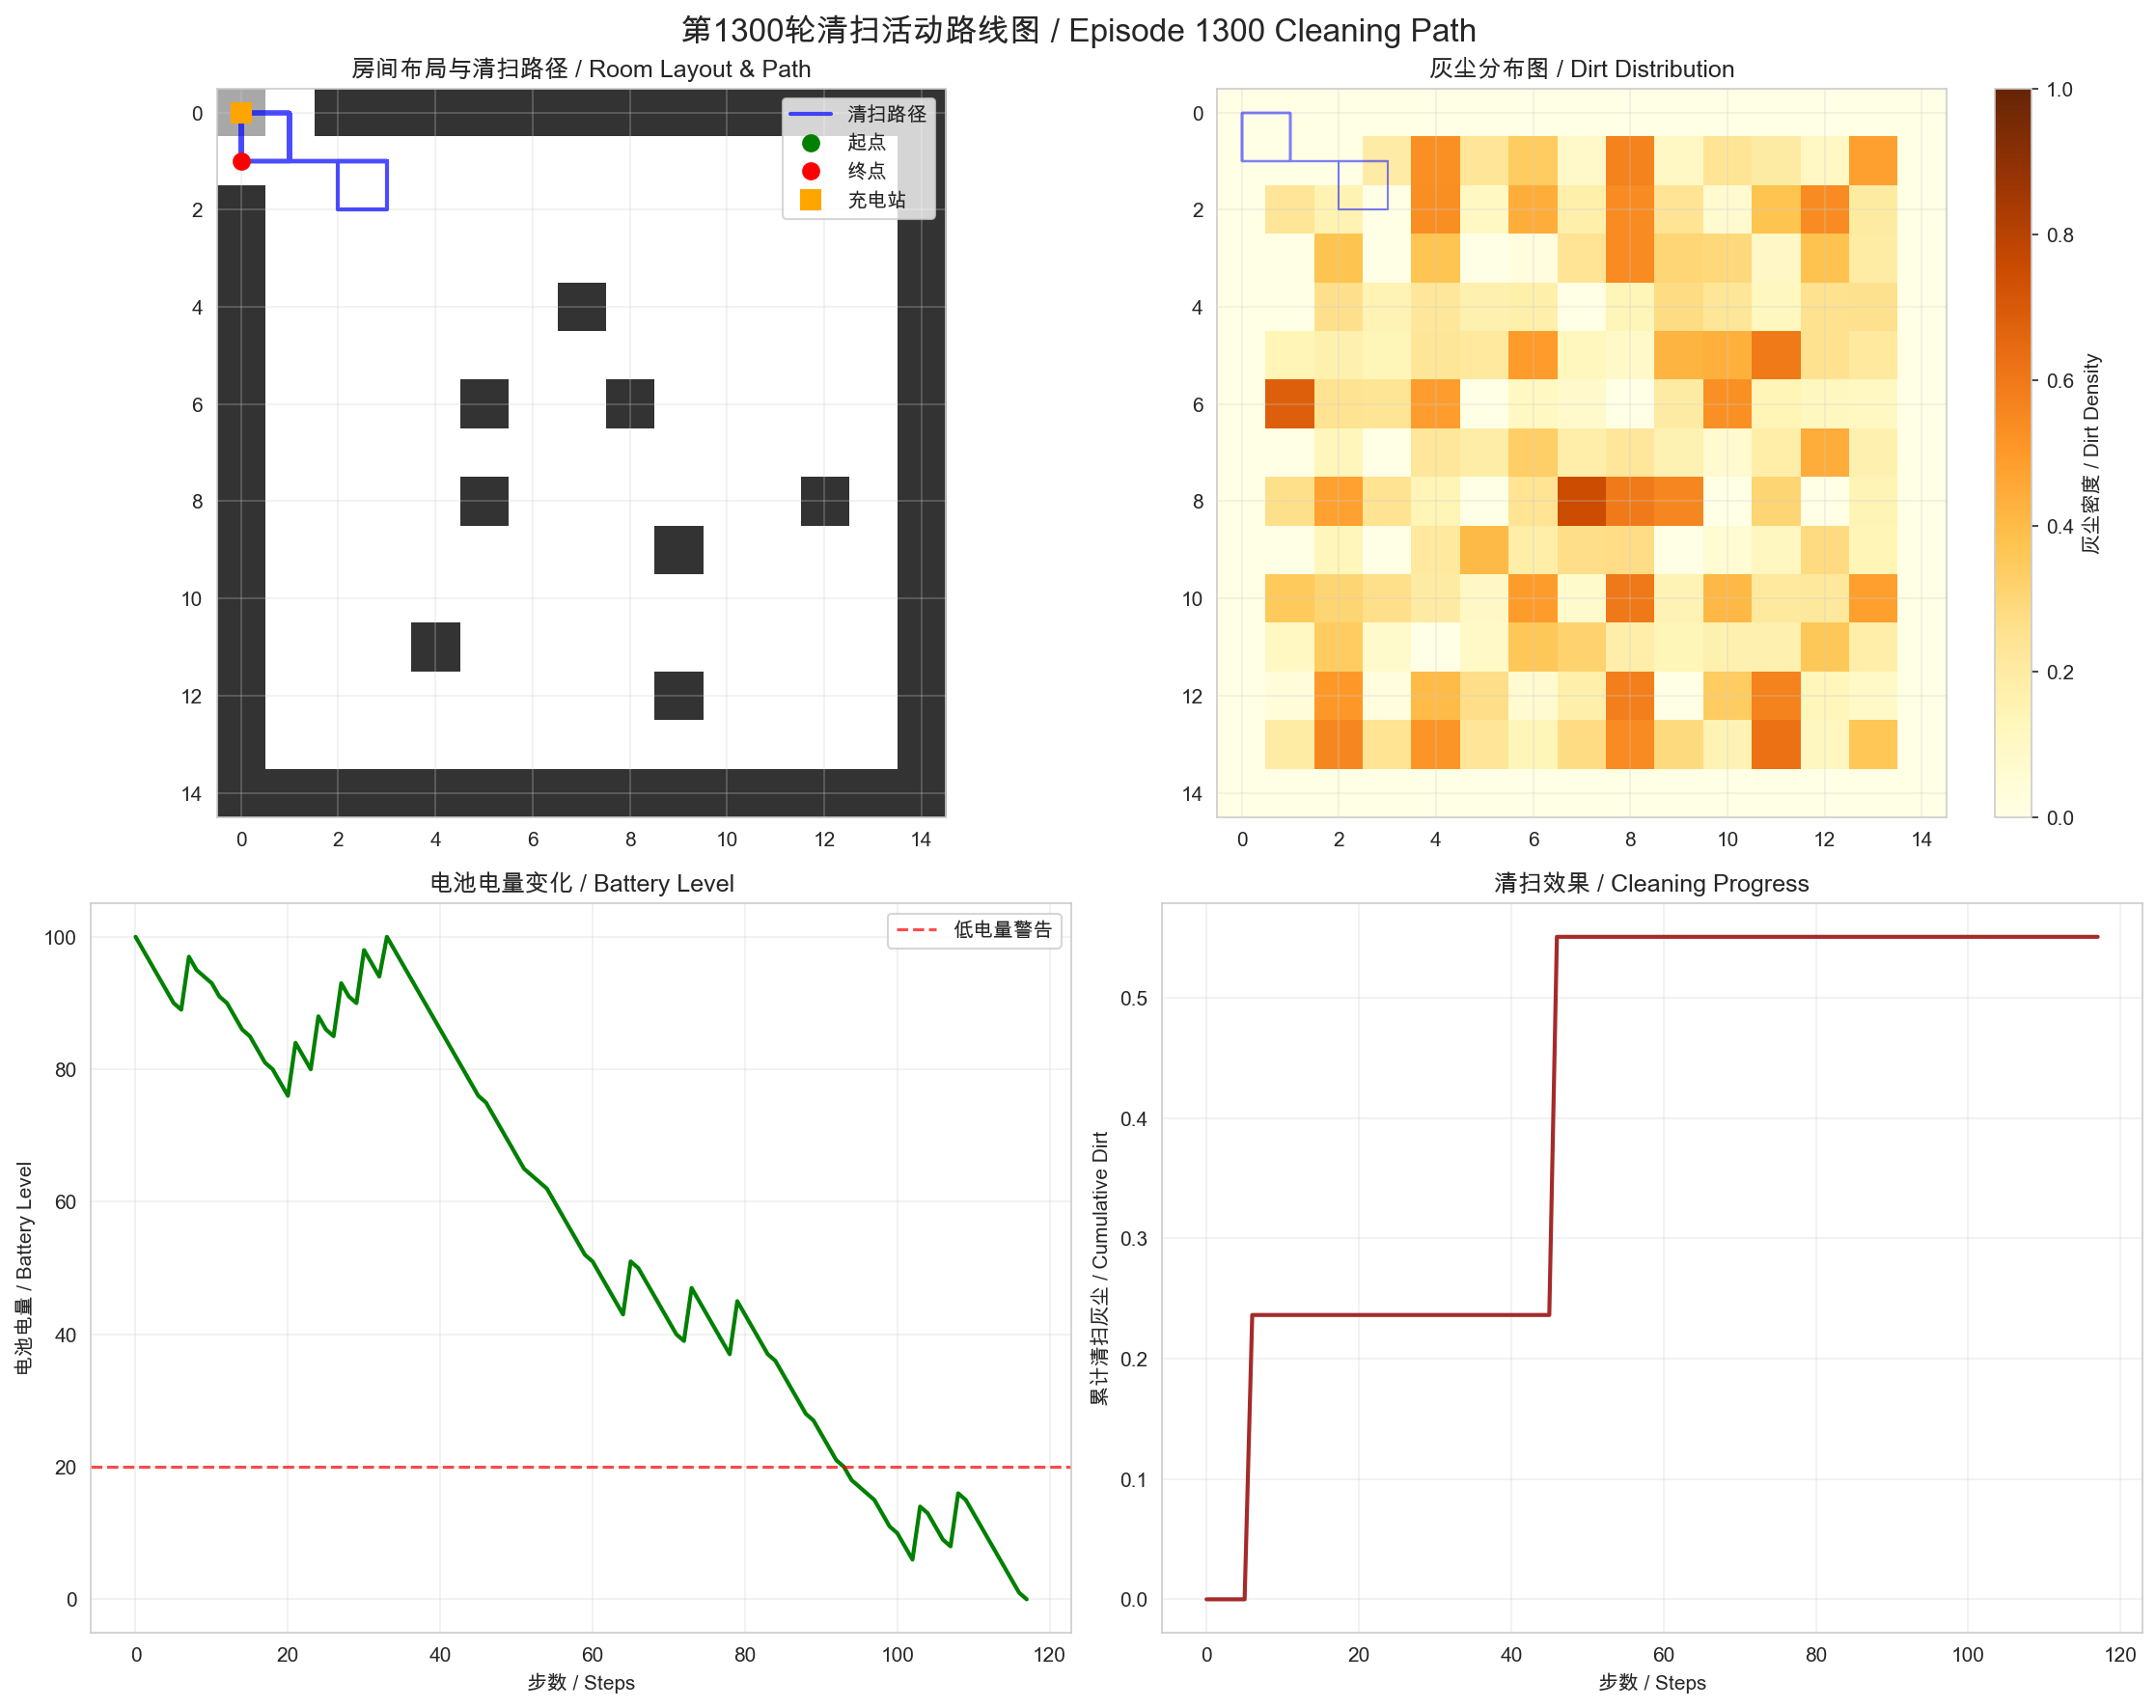 第1300轮清扫活动路线图 / Episode 1300 Cleaning Path
房间布局与清扫路径 / Room Layout & Path
清扫路径
起点
终点
充电站
0
2
4
6
8
10
12
14
0 2 4 6 8 10 12 14
灰尘分布图 / Dirt Distribution
0
2
4
6
8
10
12
14
0 2 4 6 8 10 12 14
1.0
0.8
0.6
0.4
0.2
0.0
灰尘密度 / Dirt Density
电池电量变化 / Battery Level
低电量警告
电池电量 / Battery Level
100
80
60
40
20
0
0 20 40 60 80 100 120
步数 / Steps
清扫效果 / Cleaning Progress
累计清扫灰尘 / Cumulative Dirt
0.5
0.4
0.3
0.2
0.1
0.0
0 20 40 60 80 100 120
步数 / Steps